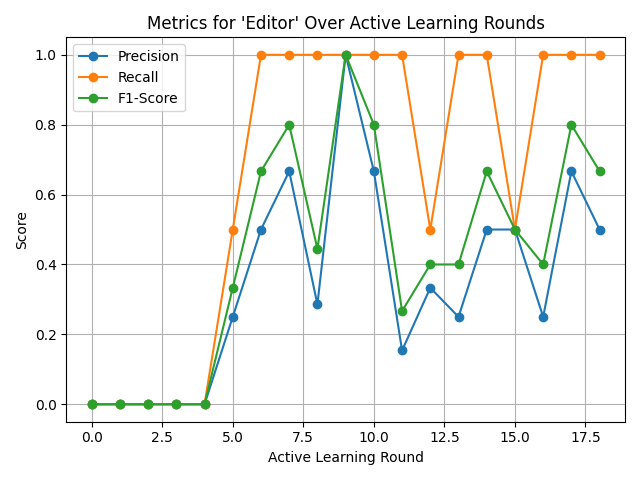 Metrics for 'Editor' Over Active Learning Rounds
Precision
Recall
F1-Score
Score
1.0
0.8
0.6
0.4
0.2
0.0
0.0 2.5 5.0 7.5 10.0 12.5 15.0 17.5
Active Learning Round